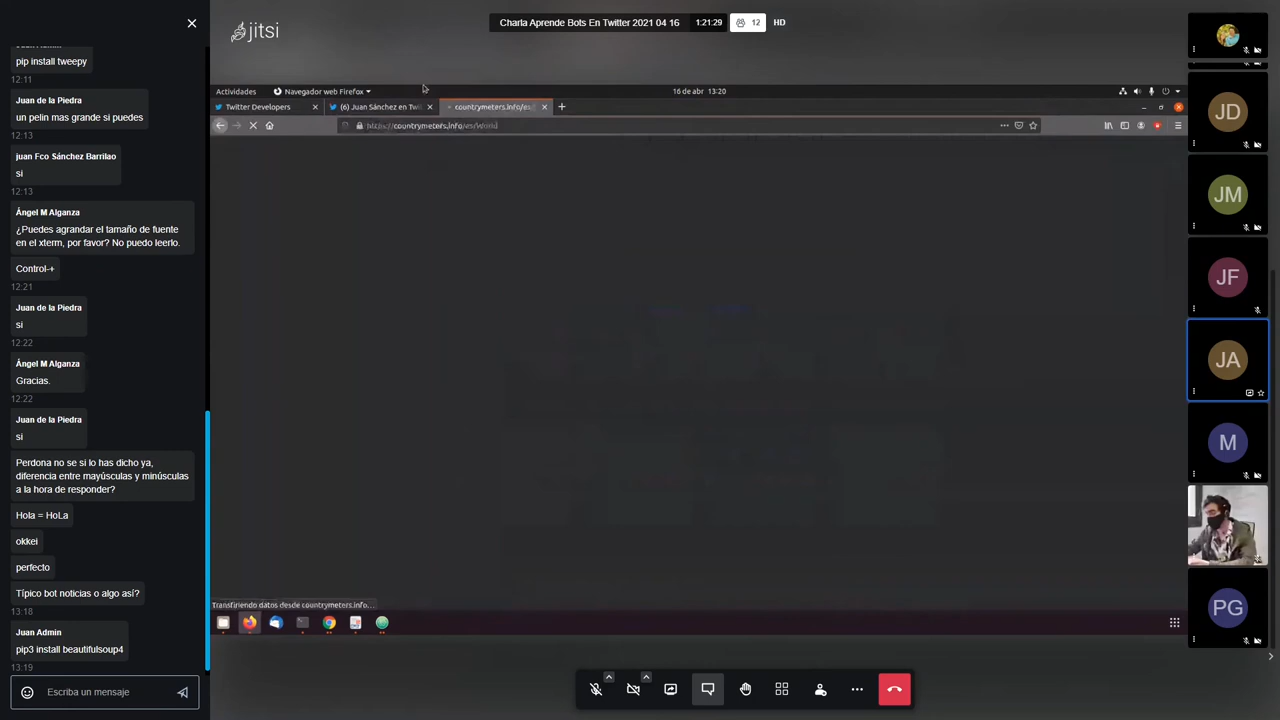 jitsi
Charla Aprende Bots En Twitter 2021 04 16
1:21:29
12
HD
pip install tweepy
12:11
Juan de la Piedra
un pelin mas grande si puedes
12:13
juan Fco Sánchez Barrilao
si
12:13
Ángel M Alganza
¿Puedes agrandar el tamaño de fuente
en el xterm, por favor? No puedo leerlo.
Control-+
12:21
Juan de la Piedra
si
12:22
Ángel M Alganza
Gracias.
12:22
Juan de la Piedra
si
Perdona no se si lo has dicho ya,
diferencia entre mayúsculas y minúsculas
a la hora de responder?
Hola = HoLa
okkei
perfecto
Típico bot noticias o algo así?
13:18
Juan Admin
pip3 install beautifulsoup4
13:19
Escriba un mensaje
Actividades
Navegador web Firefox
16 de abr 13:20
Twitter Developers
(6) Juan Sánchez en Twi
countrymeters.info/es/
https://countrymeters.info/es/World
Transfiriendo datos desde countrymeters.info...
JD
JM
JF
JA
M
PG